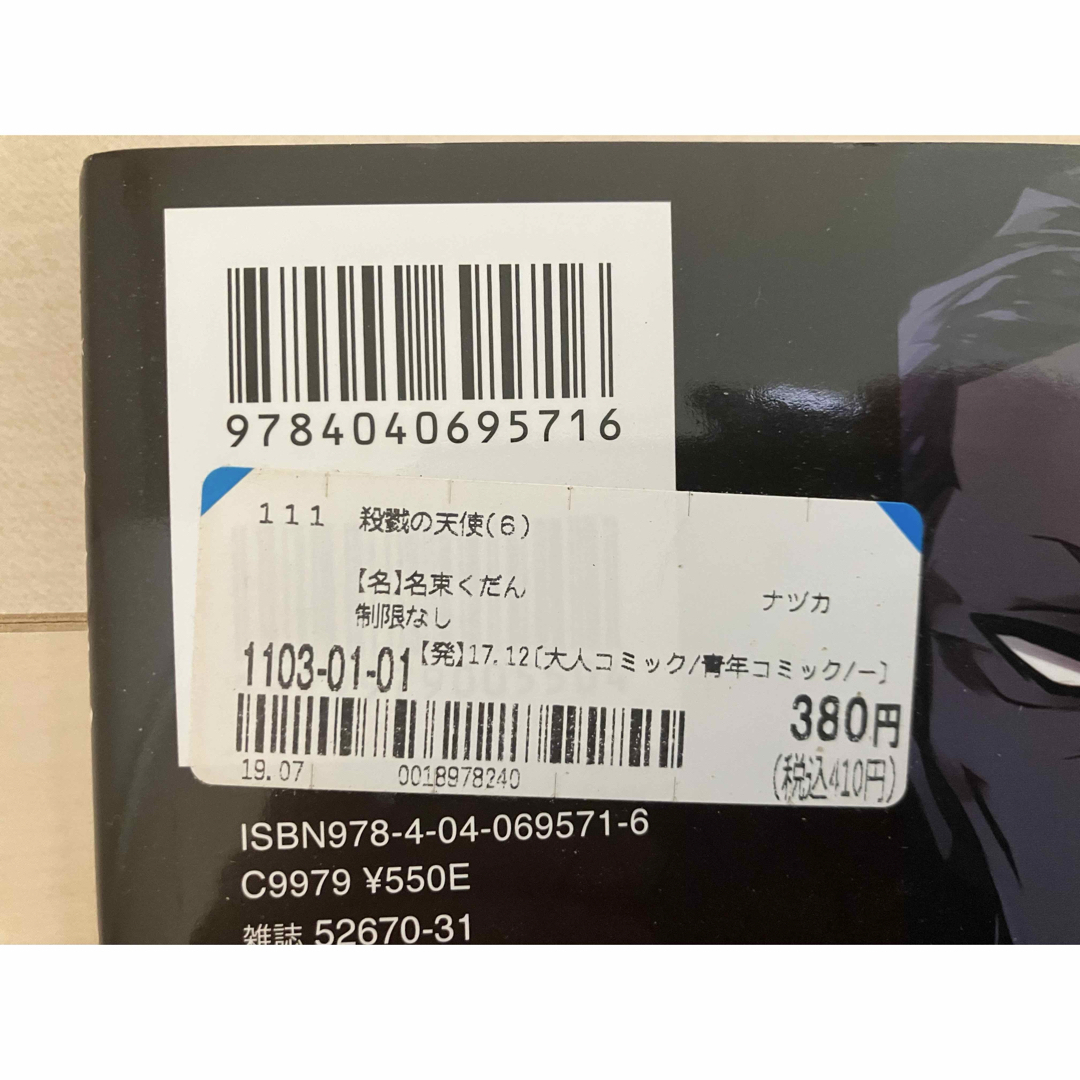 9784040695716
111 殺戮の天使(6)
【名】名束くだん
制限なし
ナヅカ
1103-01-01【発】17.12〔大人コミック/青年コミック/ー〕
380円
(税込410円)
19.07 0018978240
ISBN978-4-04-069571-6
C9979 ¥550E
雑誌 52670-31